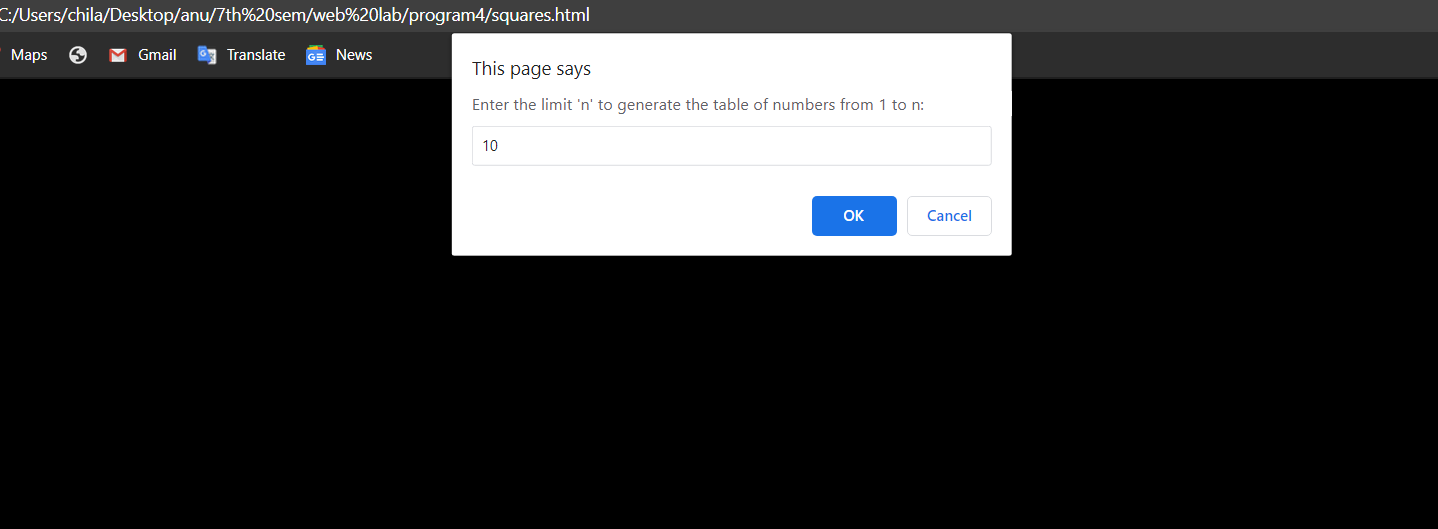 C:/Users/chila/Desktop/anu/7th%20sem/web%20lab/program4/squares.html
Maps Gmail Translate News
This page says
Enter the limit 'n' to generate the table of numbers from 1 to n:
10
OK Cancel